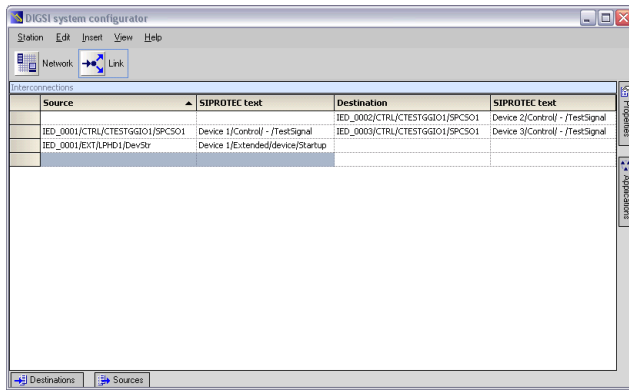 DIGSI system configurator
Station Edit Insert View Help
Network Link
Interconnections
Source SIPROTEC text Destination SIPROTEC text
IED_0002/CTRL/CTESTGGIO1/SPCSO1 Device 2/Control/ - /TestSignal
IED_0001/CTRL/CTESTGGIO1/SPCSO1 Device 1/Control/ - /TestSignal IED_0003/CTRL/CTESTGGIO1/SPCSO1 Device 3/Control/ - /TestSignal
IED_0001/EXT/LPHD1/DevStr Device 1/Extended/device/Startup
Properties
Applications
Destinations Sources